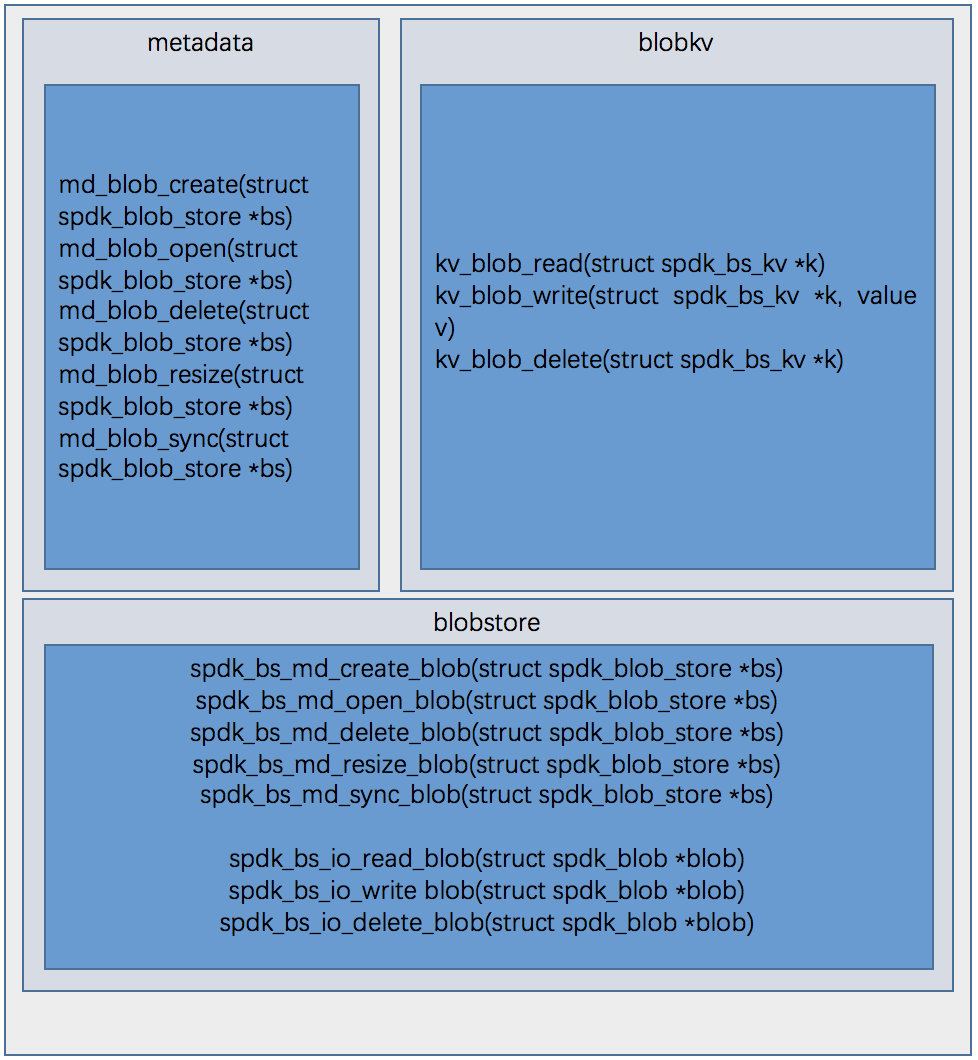 metadata
md_blob_create(struct
spdk_blob_store *bs)
md_blob_open(struct
spdk_blob_store *bs)
md_blob_delete(struct
spdk_blob_store *bs)
md_blob_resize(struct
spdk_blob_store *bs)
md_blob_sync(struct
spdk_blob_store *bs)
blobkv
kv_blob_read(struct spdk_bs_kv *k)
kv_blob_write(struct spdk_bs_kv *k, value
v)
kv_blob_delete(struct spdk_bs_kv *k)
blobstore
spdk_bs_md_create_blob(struct spdk_blob_store *bs)
spdk_bs_md_open_blob(struct spdk_blob_store *bs)
spdk_bs_md_delete_blob(struct spdk_blob_store *bs)
spdk_bs_md_resize_blob(struct spdk_blob_store *bs)
spdk_bs_md_sync_blob(struct spdk_blob_store *bs)
spdk_bs_io_read_blob(struct spdk_blob *blob)
spdk_bs_io_write blob(struct spdk_blob *blob)
spdk_bs_io_delete_blob(struct spdk_blob *blob)